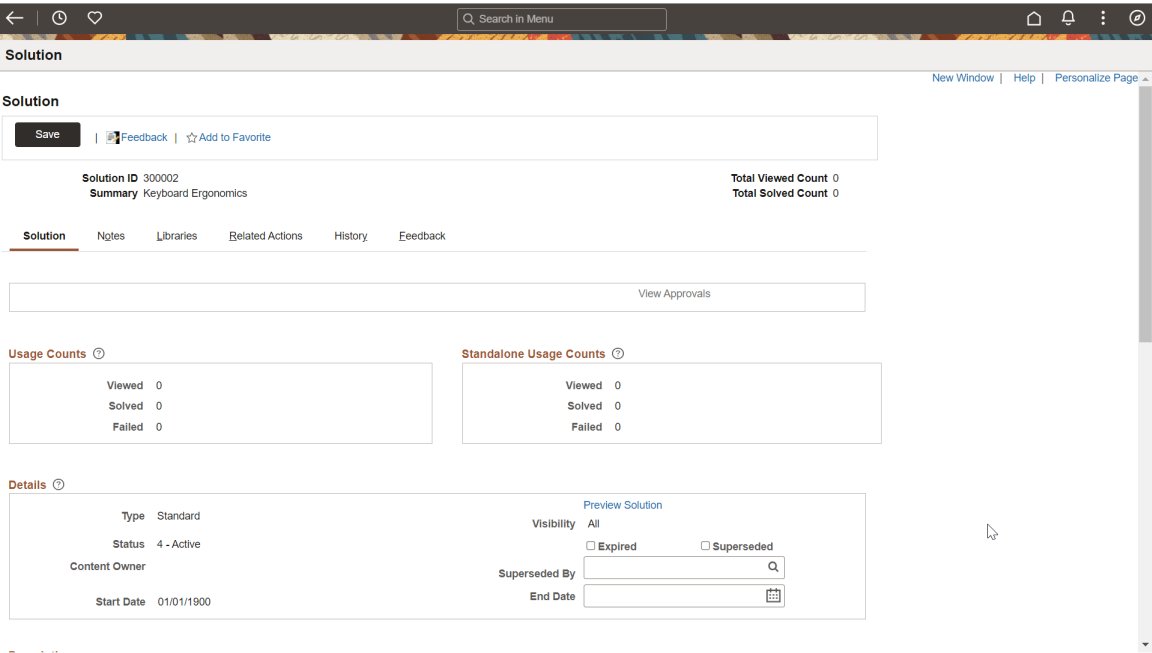 Search in Menu
Solution
New Window | Help | Personalize Page
Solution
Save | Feedback | Add to Favorite
Solution ID 300002 Total Viewed Count 0
Summary Keyboard Ergonomics Total Solved Count 0
Solution Notes Libraries Related Actions History Feedback
View Approvals
Usage Counts Standalone Usage Counts
Viewed 0 Viewed 0
Solved 0 Solved 0
Failed 0 Failed 0
Details
Preview Solution
Type Standard
Visibility All
Status 4 - Active Expired Superseded
Content Owner
Superseded By
End Date
Start Date 01/01/1900